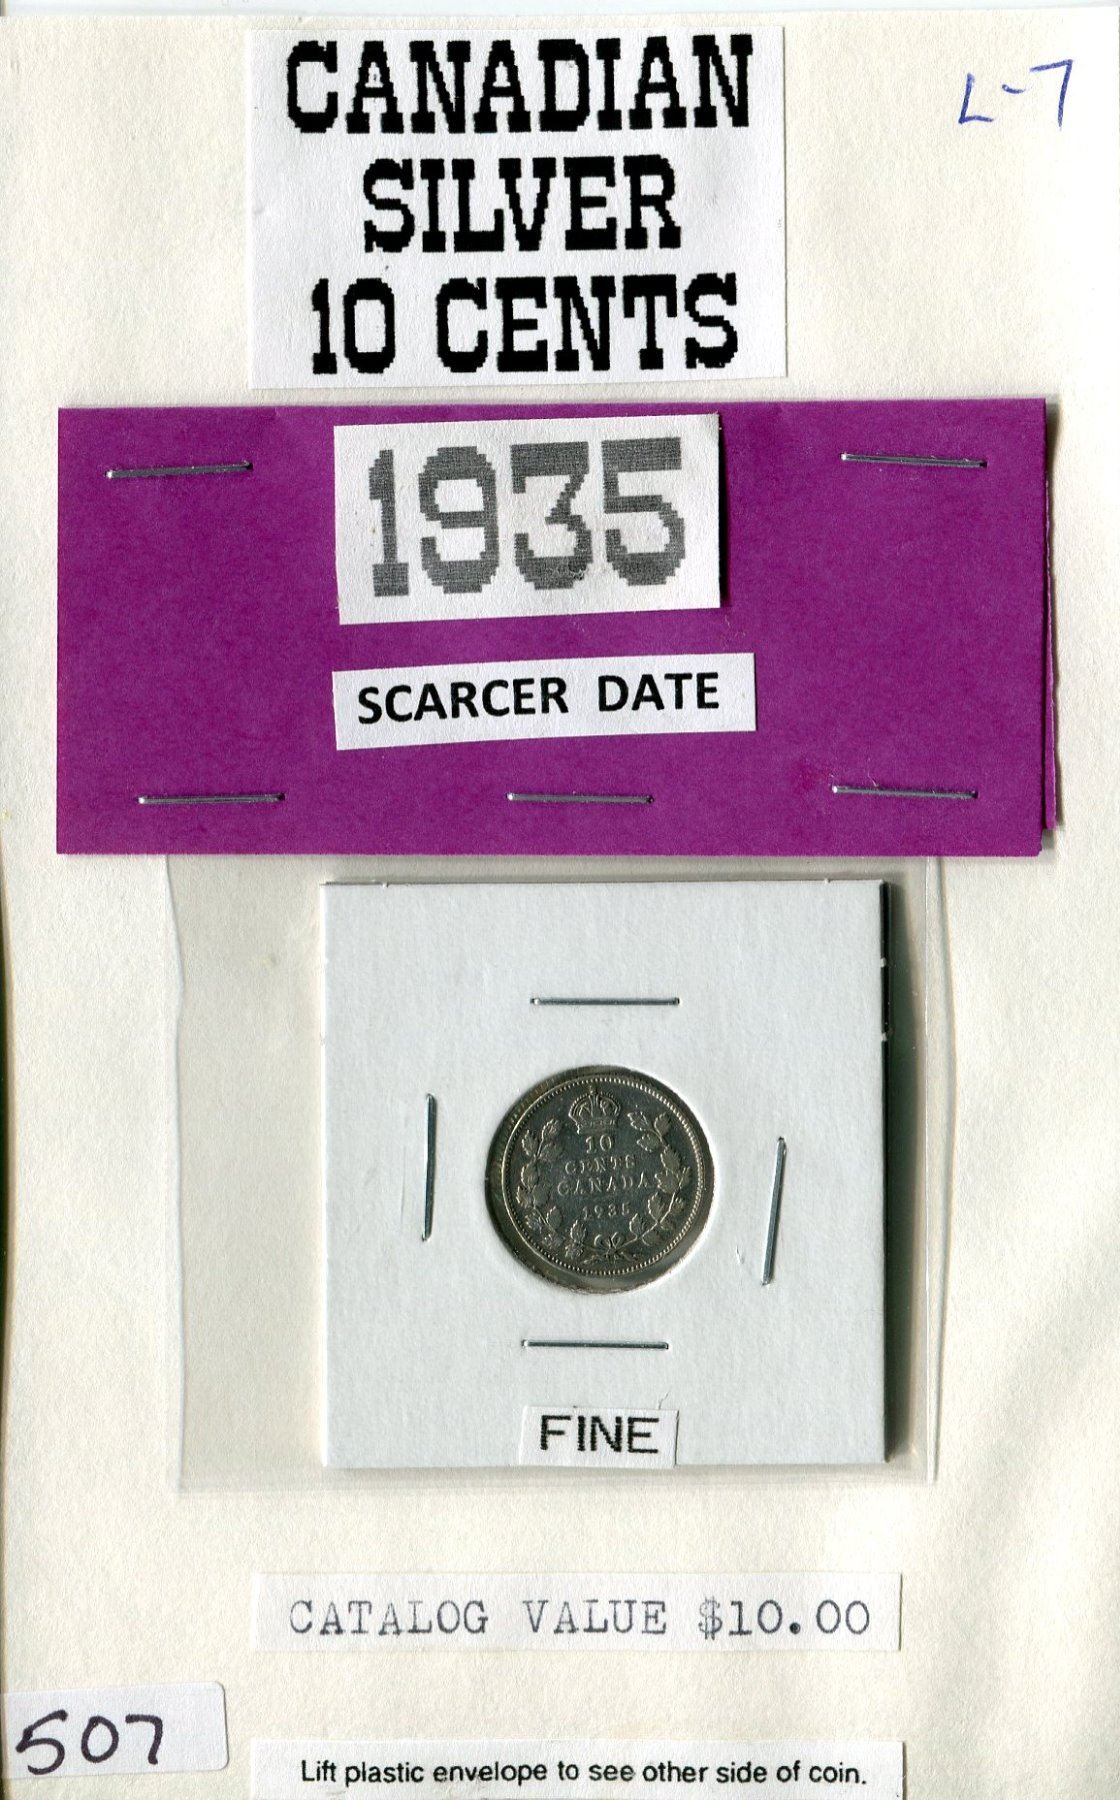 CANADIAN
SILVER
10 CENTS
L-7
1935
SCARCER DATE
10
CENTS
CANADA
1935
FINE
CATALOG VALUE $10.00
507
Lift plastic envelope to see other side of coin.